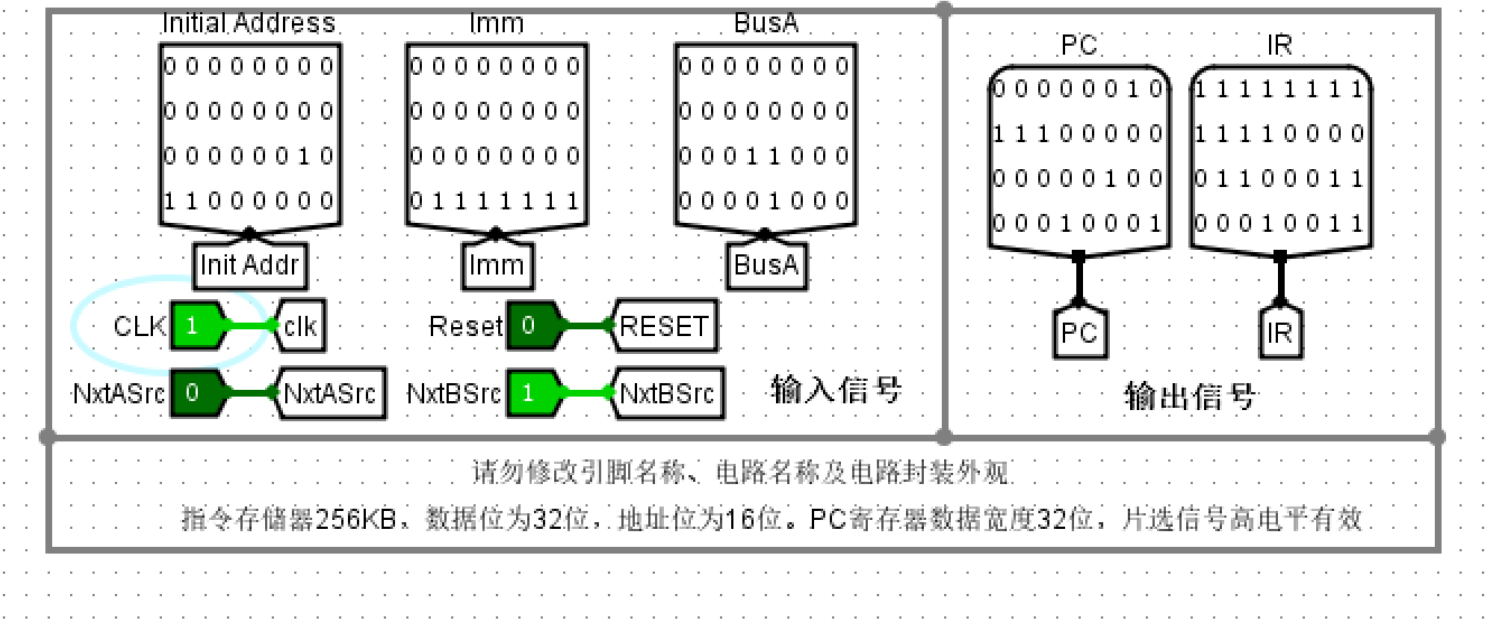 Initial Address Imm BusA PC IR
0 0 0 0 0 0 0 0 0 0 0 0 0 0 0 0 0 0 0 0 0 0 0 0 0 0 0 0 0 0 1 0 1 1 1 1 1 1 1 1
0 0 0 0 0 0 0 0 0 0 0 0 0 0 0 0 0 0 0 0 0 0 0 0 1 1 1 0 0 0 0 0 1 1 1 1 0 0 0 0
0 0 0 0 0 0 1 0 0 0 0 0 0 0 0 0 0 0 0 1 1 0 0 0 0 0 0 0 0 1 0 0 0 1 1 0 0 0 1 1
1 1 0 0 0 0 0 0 0 1 1 1 1 1 1 1 0 0 0 0 1 0 0 0 0 0 0 1 0 0 0 1 0 0 0 1 0 0 1 1
Init Addr Imm BusA
CLK 1 clk Reset 0 RESET PC IR
NxtASrc 0 NxtASrc NxtBSrc 1 NxtBSrc 输入信号 输出信号
请勿修改引脚名称、电路名称及电路封装外观
指令存储器256KB，数据位为32位，地址位为16位。PC寄存器数据宽度32位，片选信号高电平有效